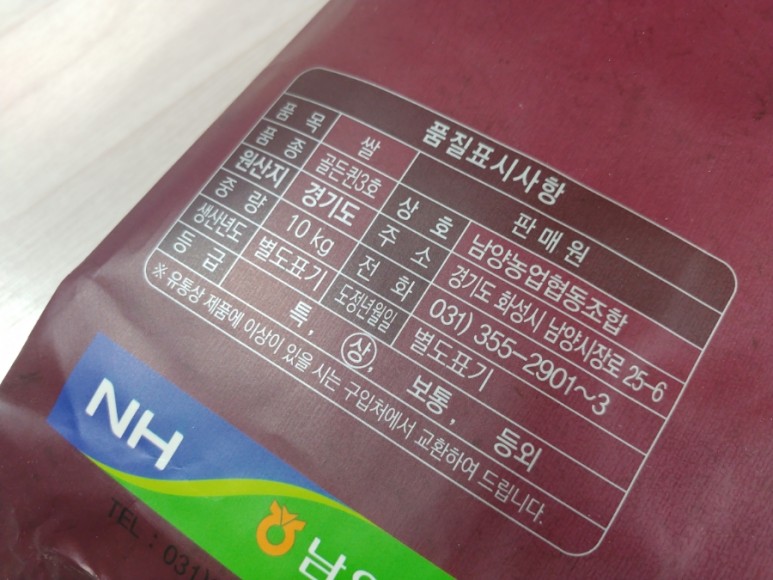 품질표시사항
품 목 쌀 판 매 원
품 종 골든퀸3호 상 호 남양농업협동조합
원산지 경기도 주 소 경기도 화성시 남양시장로 25-6
중 량 10 kg 전 화 031) 355-2901~3
생산년도 별도표기 도정년월일 별도표기
등 급 특, 상, 보통, 등외
※ 유통상 제품에 이상이 있을 시는 구입처에서 교환하여 드립니다.
NH
TEL : 031)